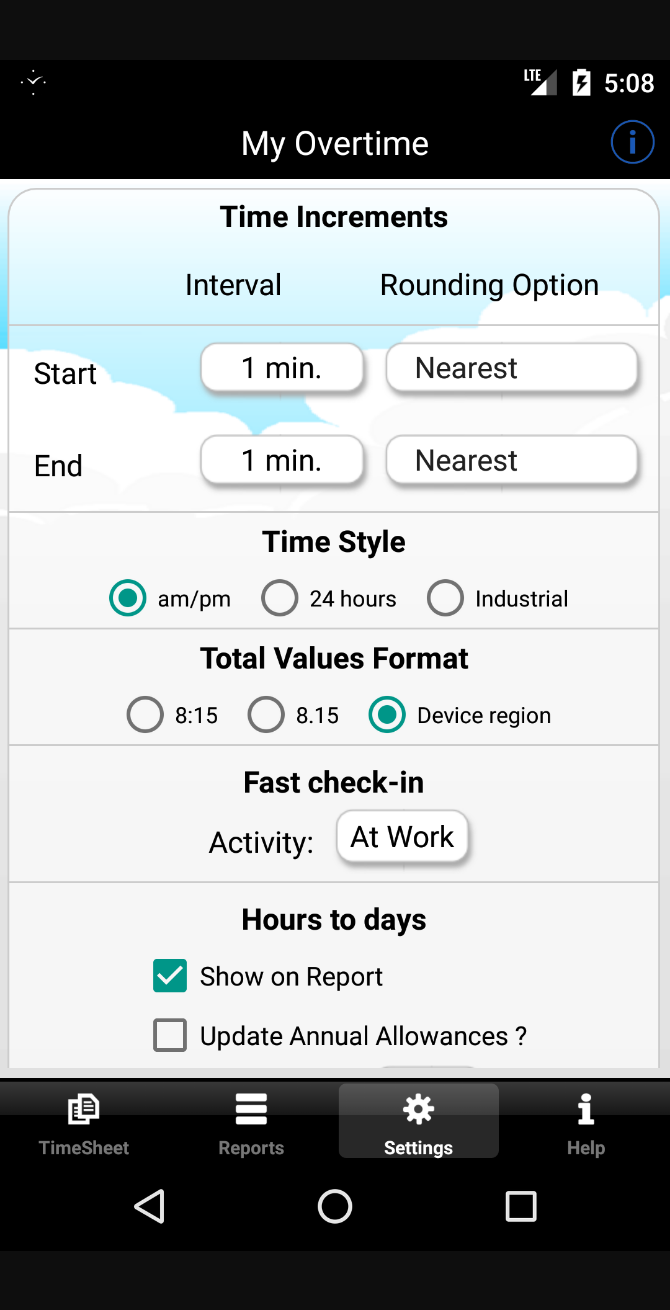 LTE 5:08
My Overtime i
Time Increments
Interval Rounding Option
Start 1 min. Nearest
End 1 min. Nearest
Time Style
am/pm 24 hours Industrial
Total Values Format
8:15 8.15 Device region
Fast check-in
Activity: At Work
Hours to days
Show on Report
Update Annual Allowances ?
TimeSheet Reports Settings Help